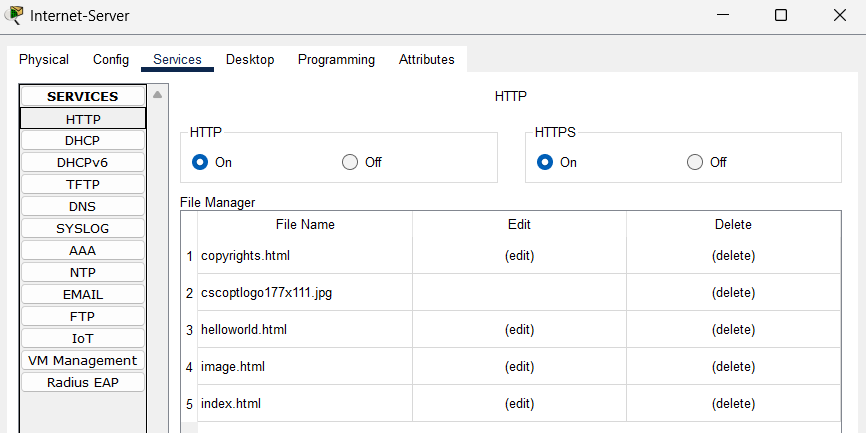 Internet-Server
Physical Config Services Desktop Programming Attributes
SERVICES
HTTP
DHCP
DHCPv6
TFTP
DNS
SYSLOG
AAA
NTP
EMAIL
FTP
IoT
VM Management
Radius EAP
HTTP
HTTP
On Off
HTTPS
On Off
File Manager
File Name Edit Delete
1 copyrights.html (edit) (delete)
2 cscoptlogo177x111.jpg (delete)
3 helloworld.html (edit) (delete)
4 image.html (edit) (delete)
5 index.html (edit) (delete)